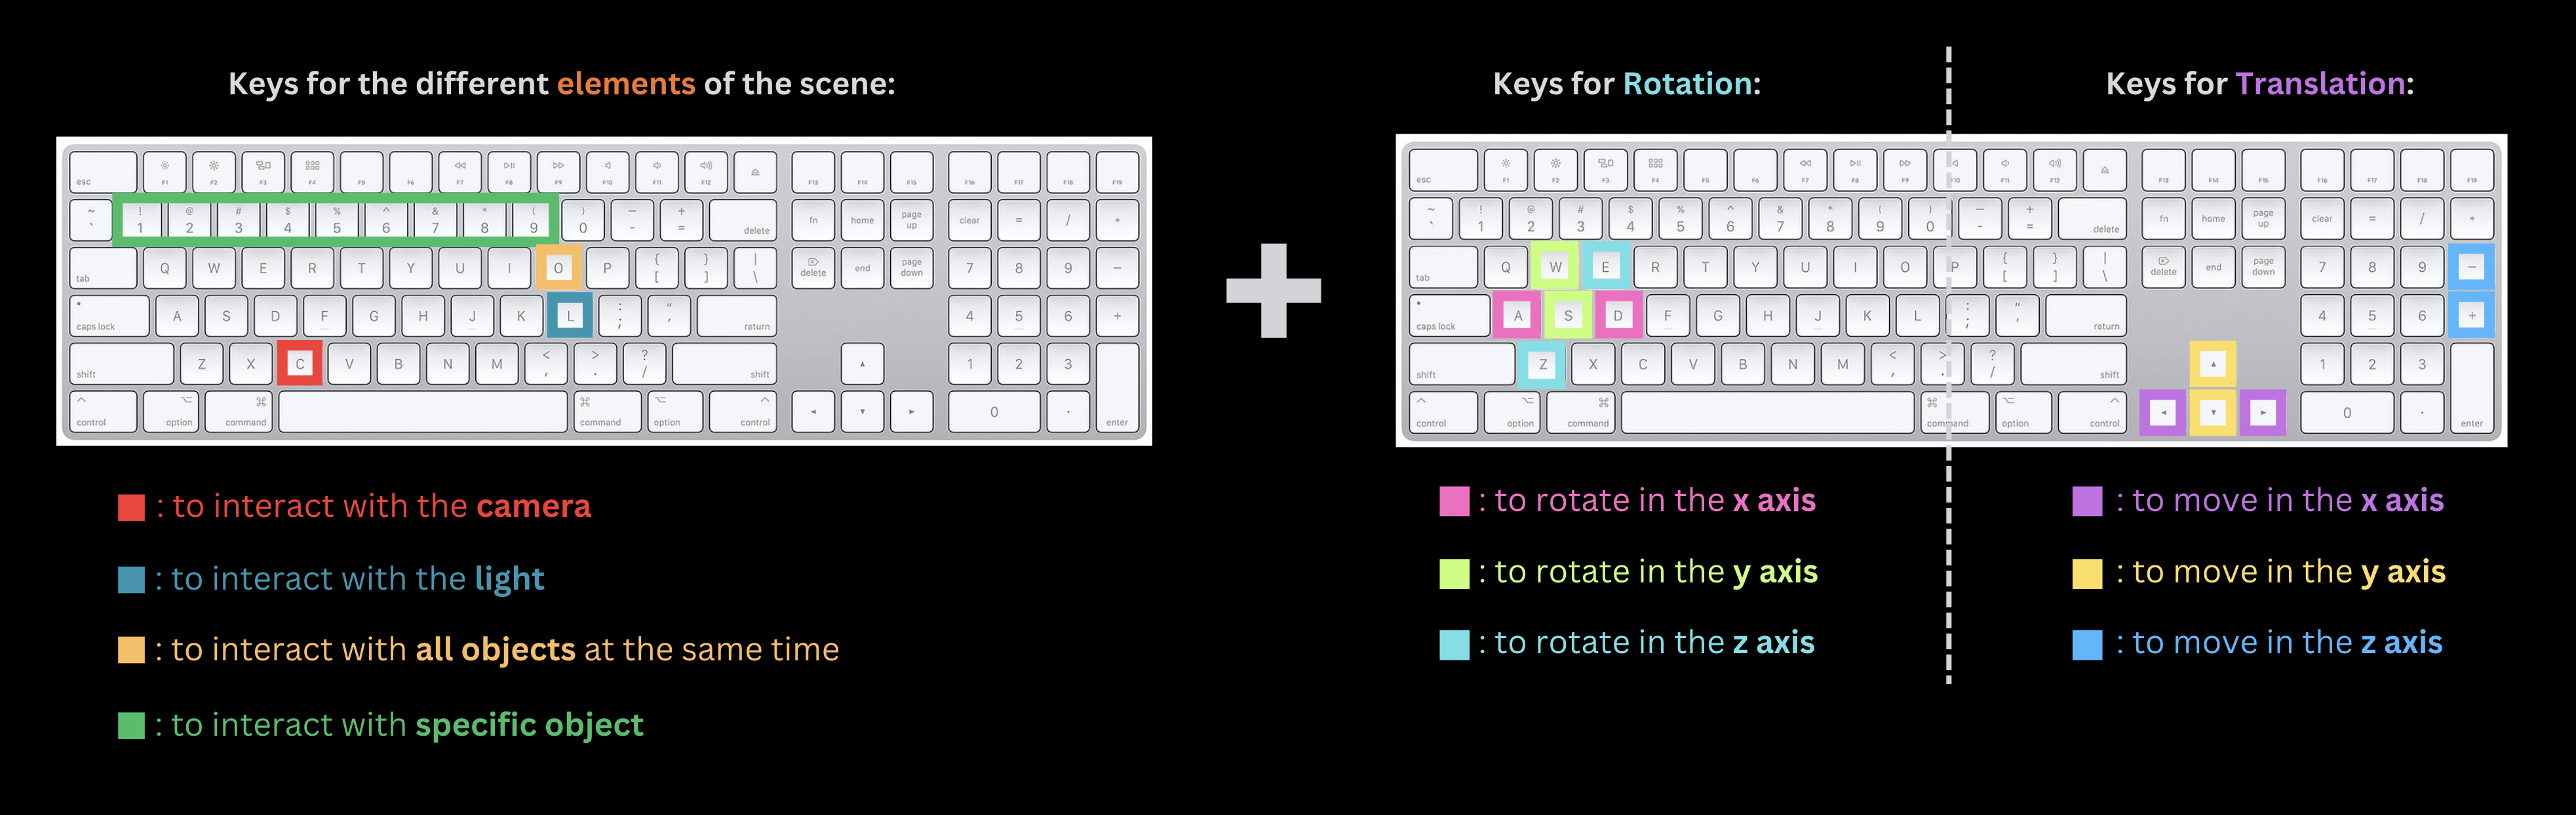 Keys for the different elements of the scene:
esc F1 F2 F3 F4 F5 F6 F7 F8 F9 F10 F11 F12 F13 F14 F15 F16 F17 F18 F19
~ ` ! 1 @ 2 # 3 $ 4 % 5 ^ 6 & 7 * 8 ( 9 ) 0 — - + = delete fn home page up clear = / *
tab Q W E R T Y U I O P { [ } ] | \ delete end page down 7 8 9 −
caps lock A S D F G H J K L : ; " ' return 4 5 6 +
shift Z X C V B N M < , > . ? / shift 1 2 3
control option command command option control 0 . enter
: to interact with the camera
: to interact with the light
: to interact with all objects at the same time
: to interact with specific object
Keys for Rotation:
Keys for Translation:
esc F1 F2 F3 F4 F5 F6 F7 F8 F9 F10 F11 F12 F13 F14 F15 F16 F17 F18 F19
~ ` ! 1 @ 2 # 3 $ 4 % 5 ^ 6 & 7 * 8 ( 9 ) 0 — - + = delete fn home page up clear = / *
tab Q W E R T Y U I O P { [ } ] | \ delete end page down 7 8 9 −
caps lock A S D F G H J K L : ; " ' return 4 5 6 +
shift Z X C V B N M < , > . ? / shift 1 2 3
control option command command option control 0 . enter
: to rotate in the x axis
: to rotate in the y axis
: to rotate in the z axis
: to move in the x axis
: to move in the y axis
: to move in the z axis